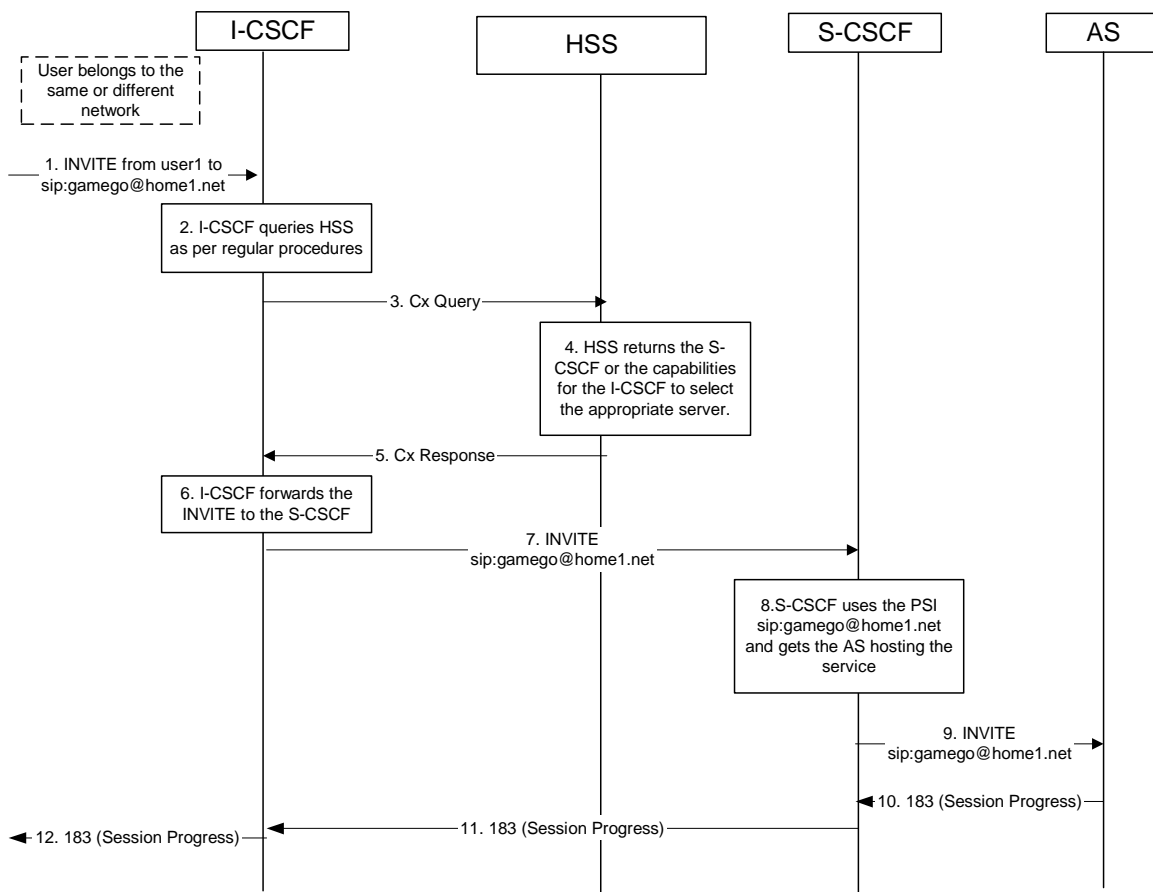 I-CSCF
HSS
S-CSCF
AS
User belongs to the
same or different
network
1. INVITE from user1 to
sip:gamego@home1.net
2. I-CSCF queries HSS
as per regular procedures
3. Cx Query
4. HSS returns the S-
CSCF or the capabilities
for the I-CSCF to select
the appropriate server.
5. Cx Response
6. I-CSCF forwards the
INVITE to the S-CSCF
7. INVITE
sip:gamego@home1.net
8.S-CSCF uses the PSI
sip:gamego@home1.net
and gets the AS hosting the
service
9. INVITE
sip:gamego@home1.net
10. 183 (Session Progress)
11. 183 (Session Progress)
12. 183 (Session Progress)